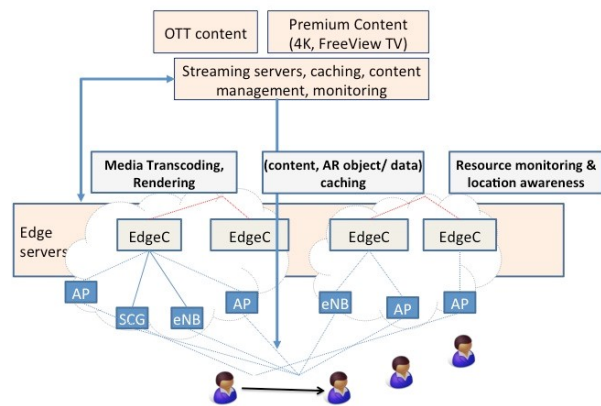 OTT content
Premium Content
(4K, FreeView TV)
Streaming servers, caching, content
management, monitoring
Media Transcoding,
Rendering
(content, AR object/ data)
caching
Resource monitoring &
location awareness
Edge
servers
EdgeC
EdgeC
EdgeC
EdgeC
AP
SCG
eNB
AP
eNB
AP
AP